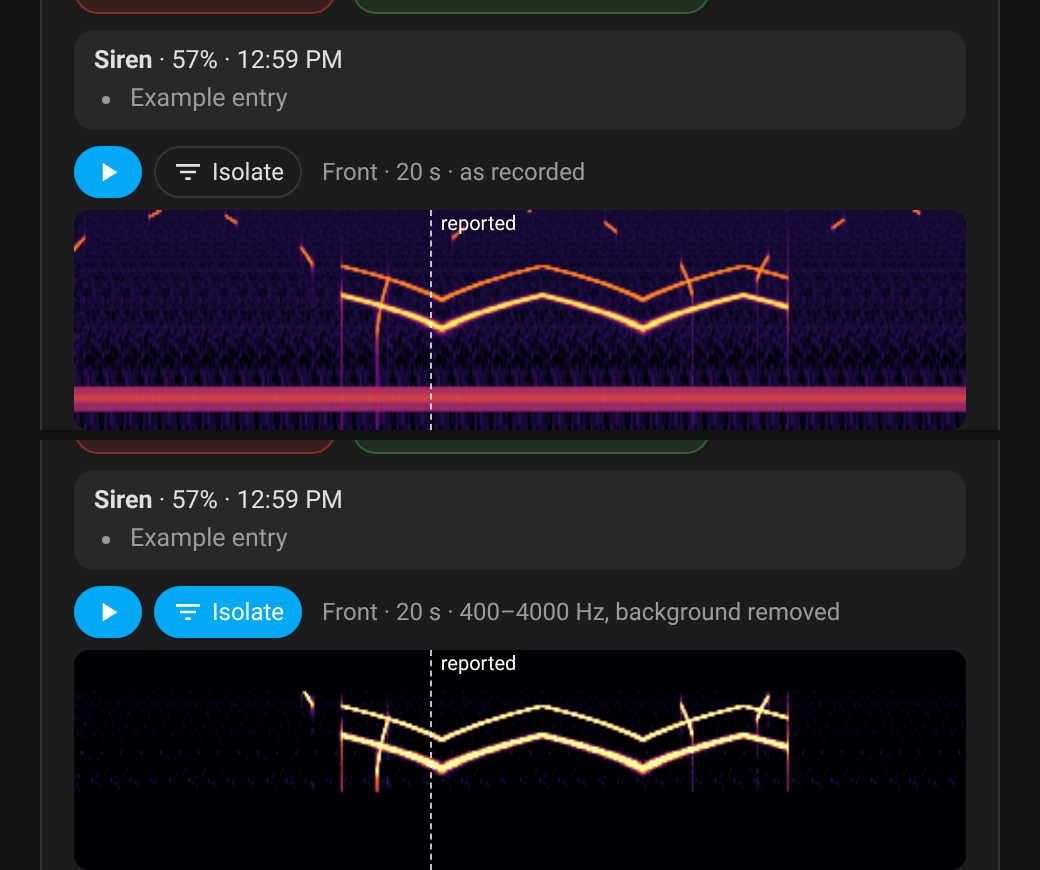 Siren · 57% · 12:59 PM
• Example entry
Isolate Front · 20 s · as recorded
reported
Siren · 57% · 12:59 PM
• Example entry
Isolate Front · 20 s · 400–4000 Hz, background removed
reported